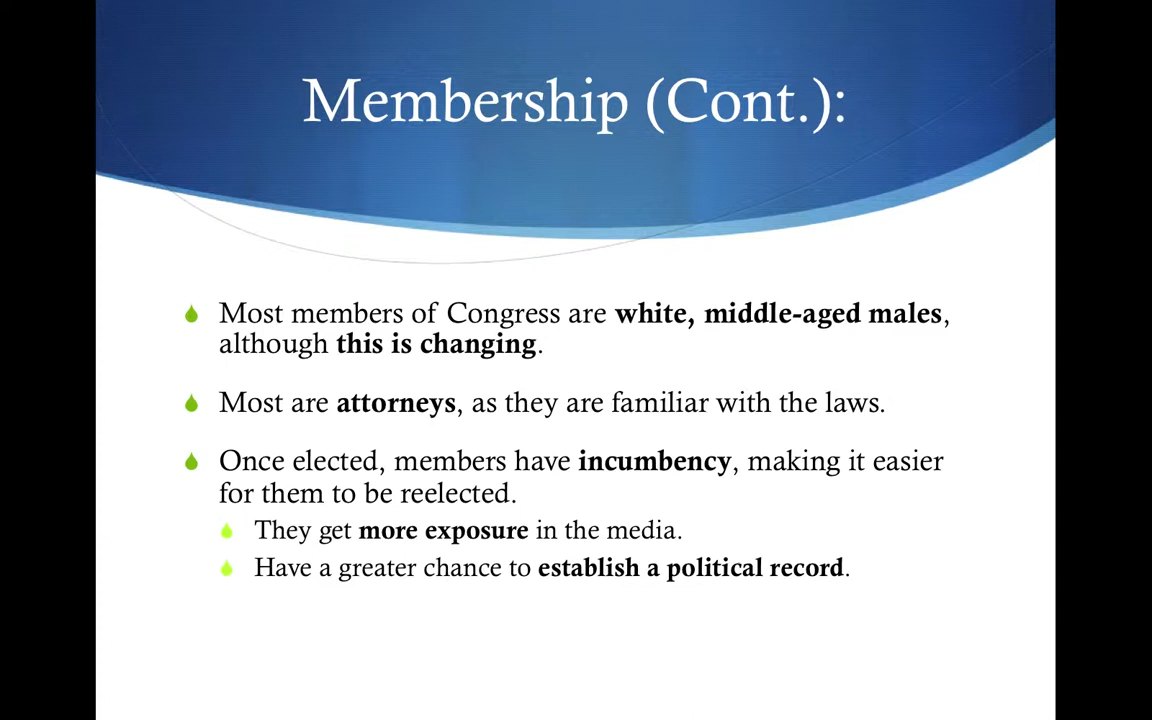 Membership (Cont.):
Most members of Congress are white, middle-aged males,
although this is changing.
Most are attorneys, as they are familiar with the laws.
Once elected, members have incumbency, making it easier
for them to be reelected.
They get more exposure in the media.
Have a greater chance to establish a political record.